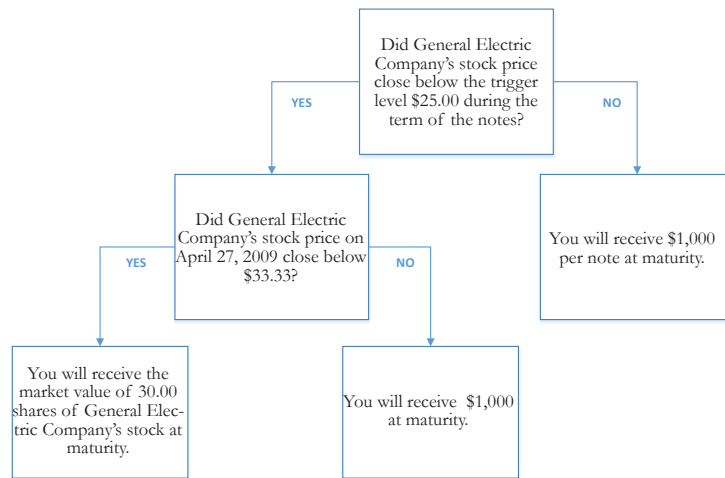 Did General Electric
Company's stock price
close below the trigger
level $25.00 during the
term of the notes?
YES
NO
Did General Electric
Company's stock price on
April 27, 2009 close below
$33.33?
You will receive $1,000
per note at maturity.
YES
NO
You will receive the
market value of 30.00
shares of General Elec-
tric Company's stock at
maturity.
You will receive $1,000
at maturity.